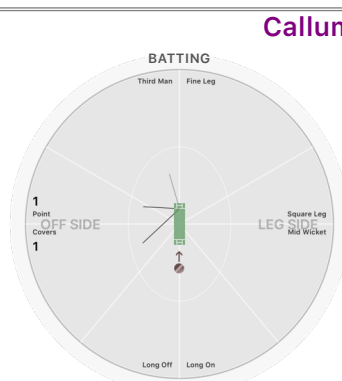 Callum
BATTING
Third Man Fine Leg
1
Point Square Leg
OFF SIDE LEG SIDE
Covers Mid Wicket
1
Long Off Long On